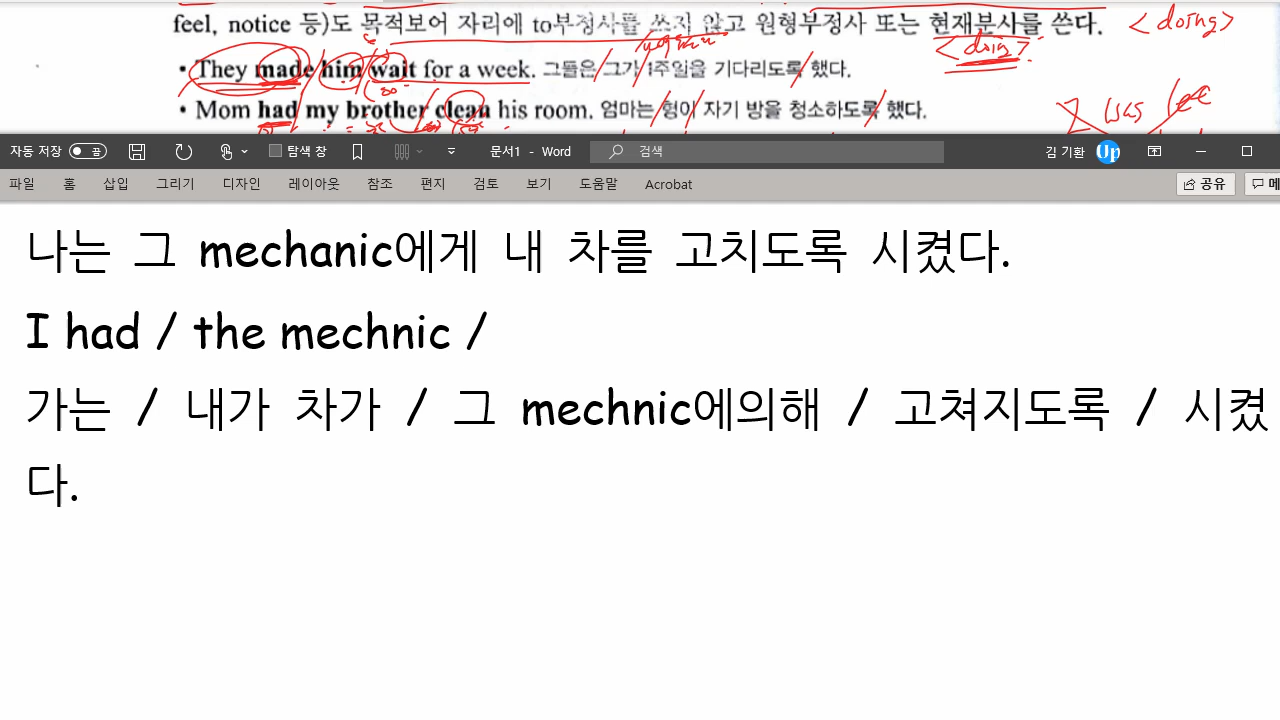 feel, notice 등)도 목적보어 자리에 to부정사를 쓰지 않고 원형부정사 또는 현재분사를 쓴다. <doing>
<doing>
• They made him wait for a week. 그들은 그가 1주일을 기다리도록 했다.
• Mom had my brother clean his room. 엄마는 형이 자기 방을 청소하도록 했다.
자동 저장 끔 탐색 창 문서1 - Word 검색 김 기환
파일 홈 삽입 그리기 디자인 레이아웃 참조 편지 검토 보기 도움말 Acrobat 공유 메
나는 그 mechanic에게 내 차를 고치도록 시켰다.
I had / the mechnic /
가는 / 내가 차가 / 그 mechnic에의해 / 고쳐지도록 / 시켰
다.